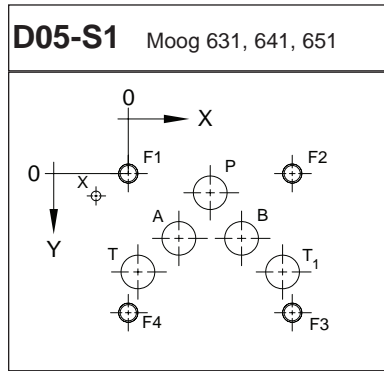 D05-S1 Moog 631, 641, 651
0
X
F1 F2
0
X P
A B
Y
T T1
F4 F3